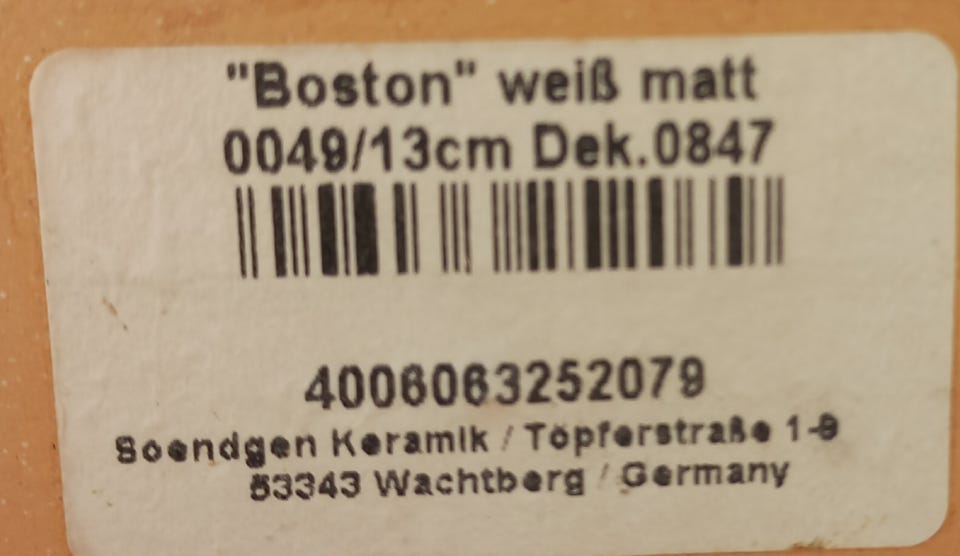 "Boston" weiß matt
0049/13cm Dek.0847
4006063252079
Soendgen Keramik / Töpferstraße 1-9
53343 Wachtberg / Germany